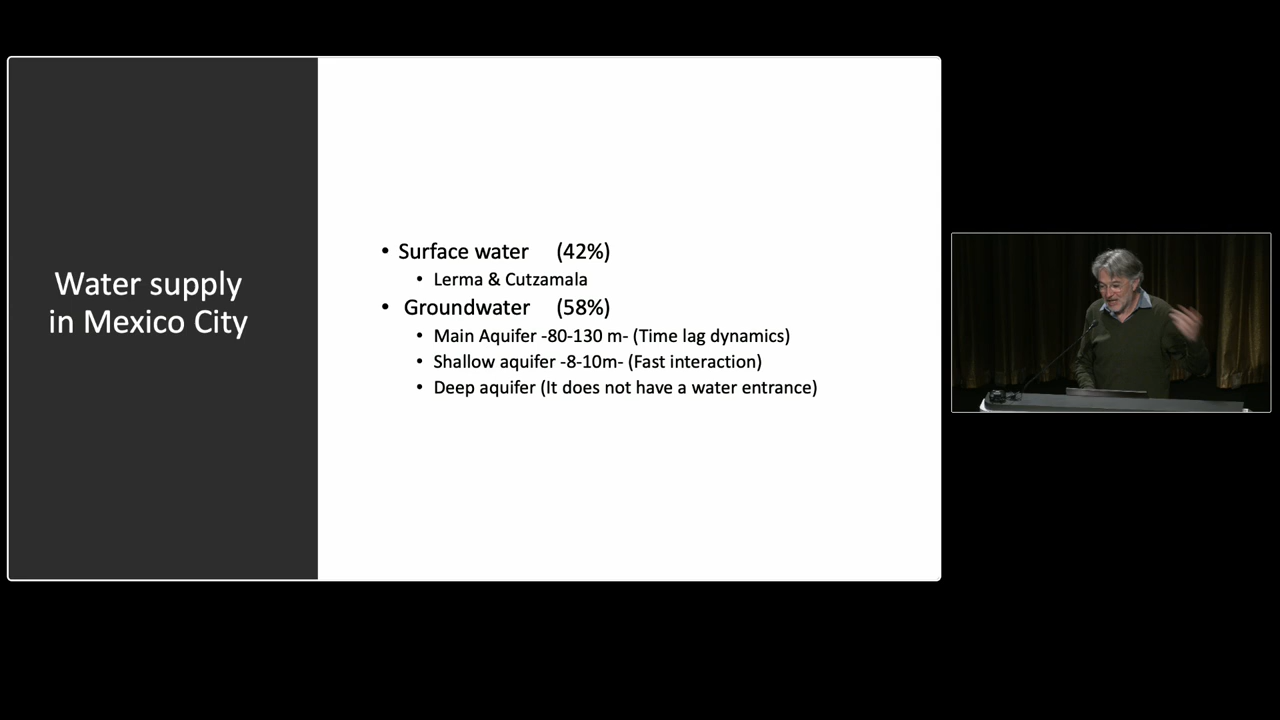 Water supply
in Mexico City
• Surface water (42%)
• Lerma & Cutzamala
• Groundwater (58%)
• Main Aquifer -80-130 m- (Time lag dynamics)
• Shallow aquifer -8-10m- (Fast interaction)
• Deep aquifer (It does not have a water entrance)